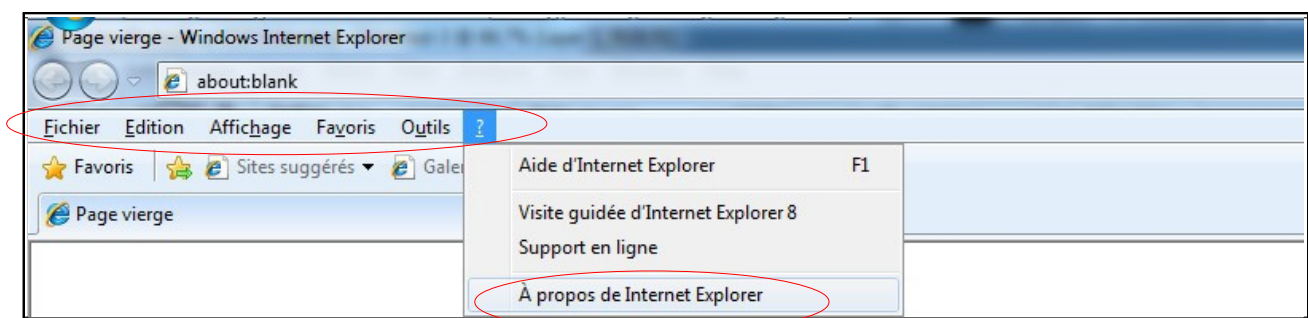 Page vierge - Windows Internet Explorer
about:blank
Fichier Edition Affichage Favoris Outils ?
Favoris Sites suggérés Galer
Aide d'Internet Explorer F1
Page vierge
Visite guidée d'Internet Explorer 8
Support en ligne
À propos de Internet Explorer